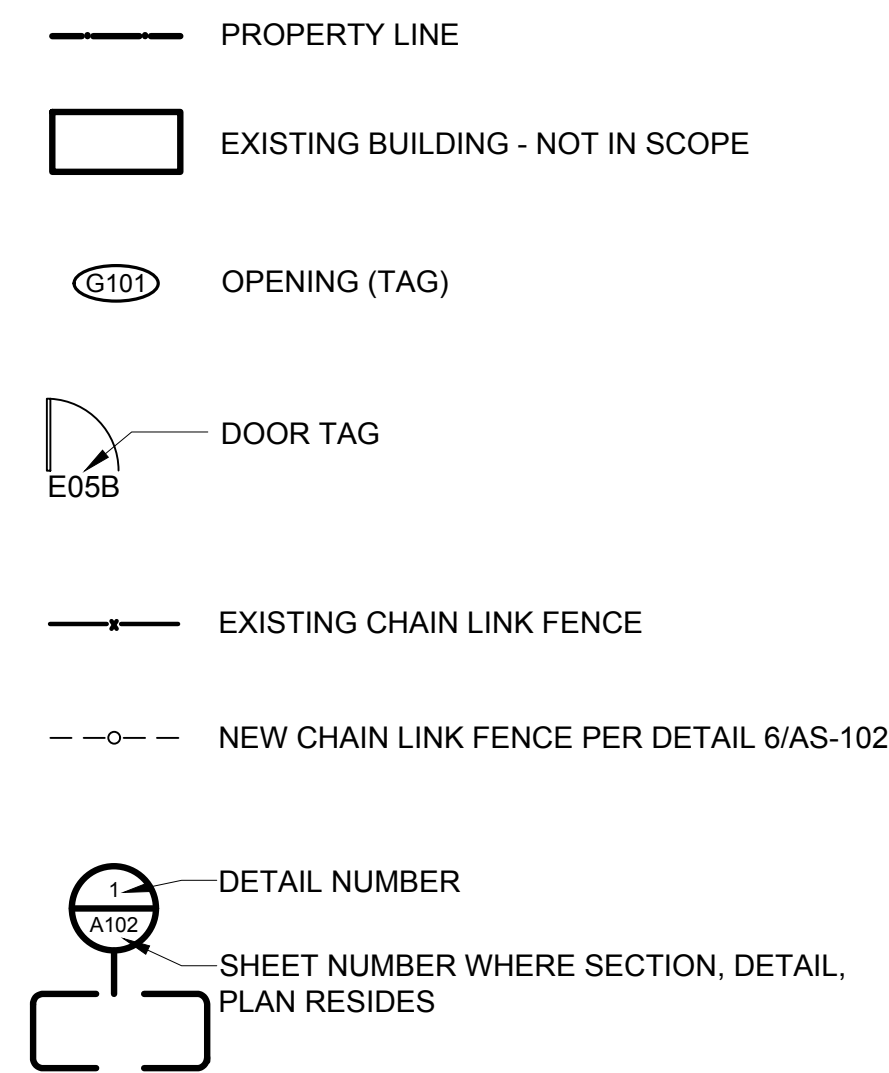 PROPERTY LINE
EXISTING BUILDING - NOT IN SCOPE
G101
OPENING (TAG)
DOOR TAG
E05B
EXISTING CHAIN LINK FENCE
NEW CHAIN LINK FENCE PER DETAIL 6/AS-102
1
DETAIL NUMBER
A102
SHEET NUMBER WHERE SECTION, DETAIL,
PLAN RESIDES